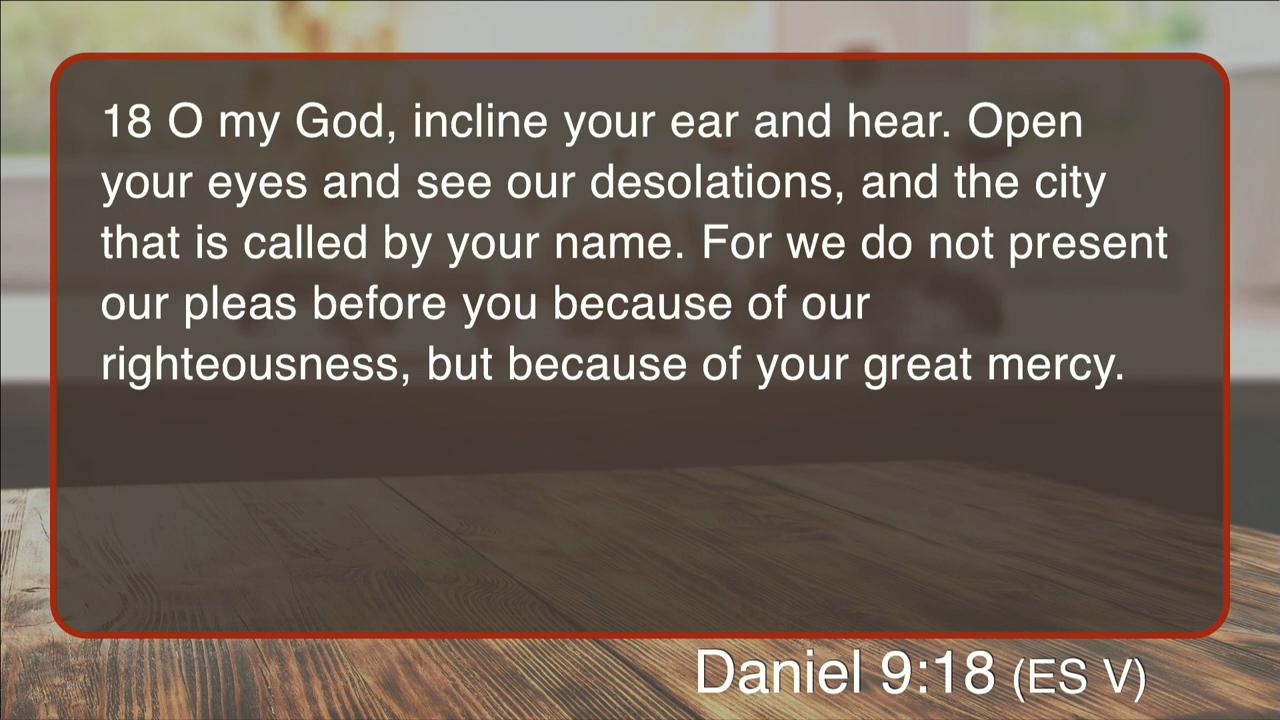 18 O my God, incline your ear and hear. Open
your eyes and see our desolations, and the city
that is called by your name. For we do not present
our pleas before you because of our
righteousness, but because of your great mercy.
Daniel 9:18 (ES V)